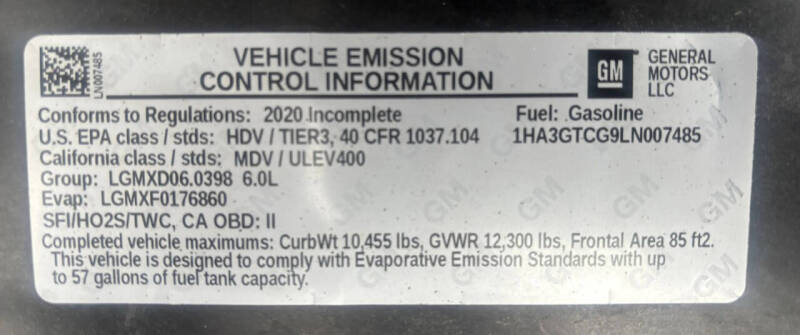 LN007485
VEHICLE EMISSION
CONTROL INFORMATION
GM
GENERAL
MOTORS
LLC
Conforms to Regulations: 2020 Incomplete
Fuel: Gasoline
U.S. EPA class / stds: HDV / TIER3, 40 CFR 1037.104
1HA3GTCG9LN007485
California class / stds: MDV / ULEV400
Group: LGMXD06.0398 6.0L
Evap: LGMXF0176860
SFI/HO2S/TWC, CA OBD: II
Completed vehicle maximums: CurbWt 10,455 lbs, GVWR 12,300 lbs, Frontal Area 85 ft2.
This vehicle is designed to comply with Evaporative Emission Standards with up
to 57 gallons of fuel tank capacity.